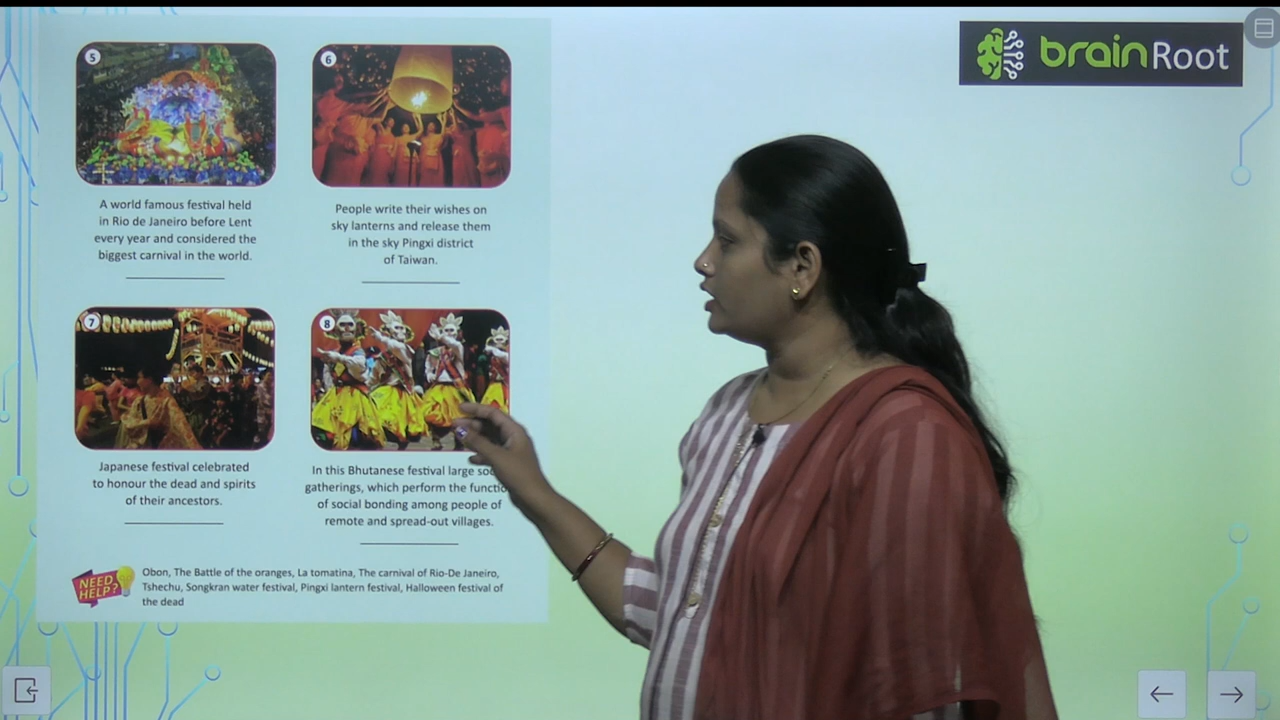 brainRoot
5
6
A world famous festival held
in Rio de Janeiro before Lent
every year and considered the
biggest carnival in the world.
People write their wishes on
sky lanterns and release them
in the sky Pingxi district
of Taiwan.
7
8
Japanese festival celebrated
to honour the dead and spirits
of their ancestors.
In this Bhutanese festival large
gatherings, which perform the
of social bonding among people of
remote and spread-out villages.
NEED HELP?
Obon, The Battle of the oranges, La tomatina, The carnival of Rio-De Janeiro,
Tshechu, Songkran water festival, Pingxi lantern festival, Halloween festival of
the dead